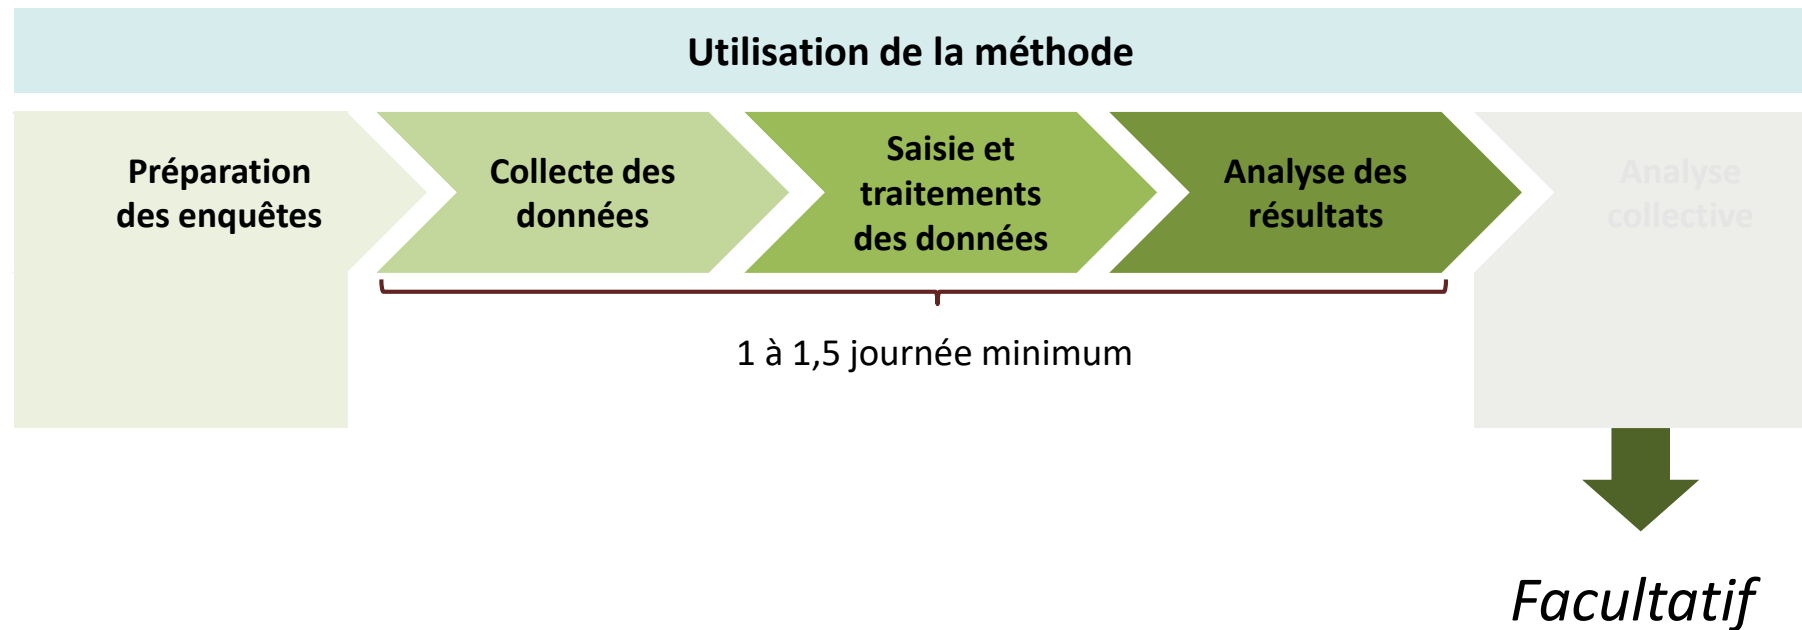 Utilisation de la méthode
Préparation
des enquêtes
Collecte des
données
Saisie et
traitements
des données
Analyse des
résultats
Analyse
collective
1 à 1,5 journée minimum
Facultatif